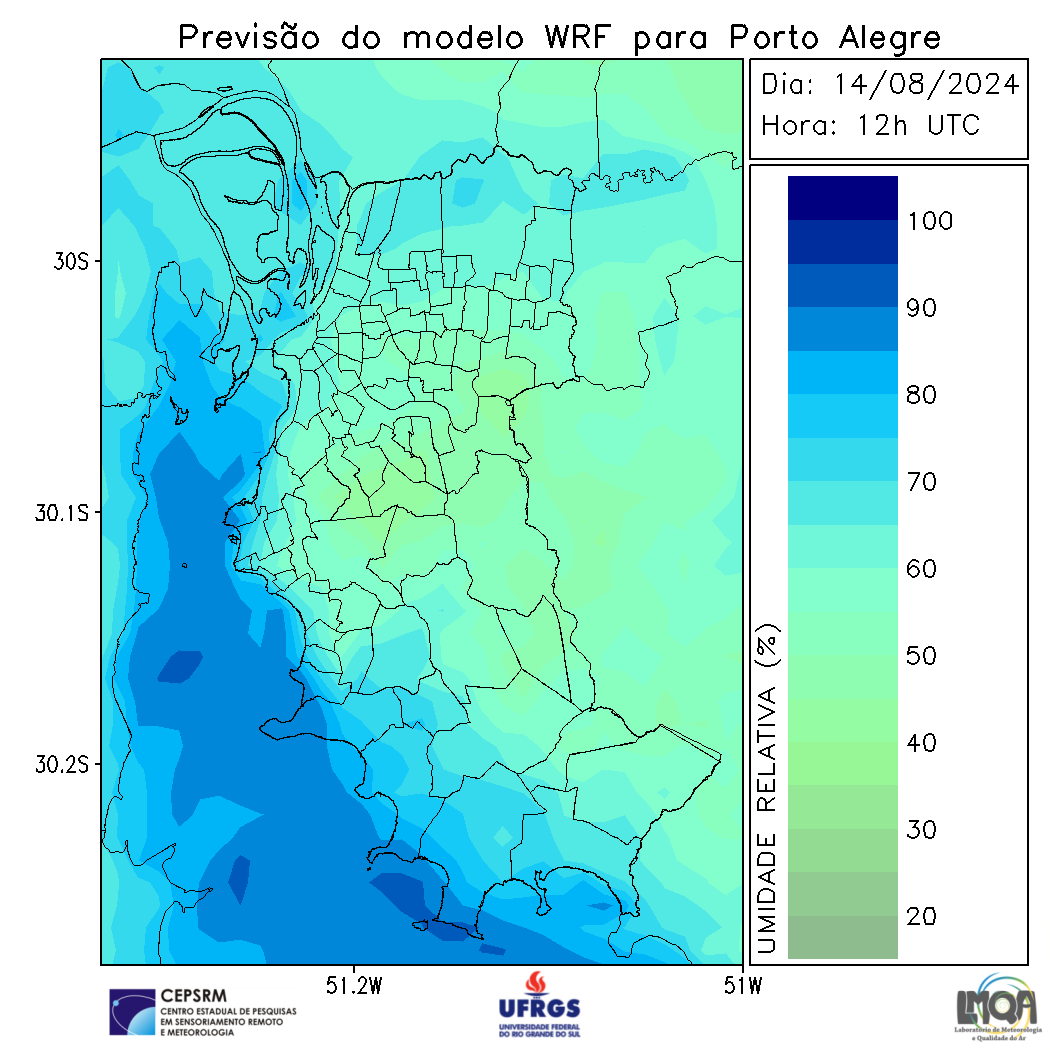 Previsão do modelo WRF para Porto Alegre
Dia: 14/08/2024
Hora: 12h UTC
30S
30.1S
30.2S
51.2W
51W
100
90
80
70
60
50
40
30
20
UMIDADE RELATIVA (%)
CEPSRM
CENTRO ESTADUAL DE PESQUISAS
EM SENSORIAMENTO REMOTO
E METEOROLOGIA
UFRGS
UNIVERSIDADE FEDERAL
DO RIO GRANDE DO SUL
LMQA
Laboratório de Meteorologia
e Qualidade do Ar